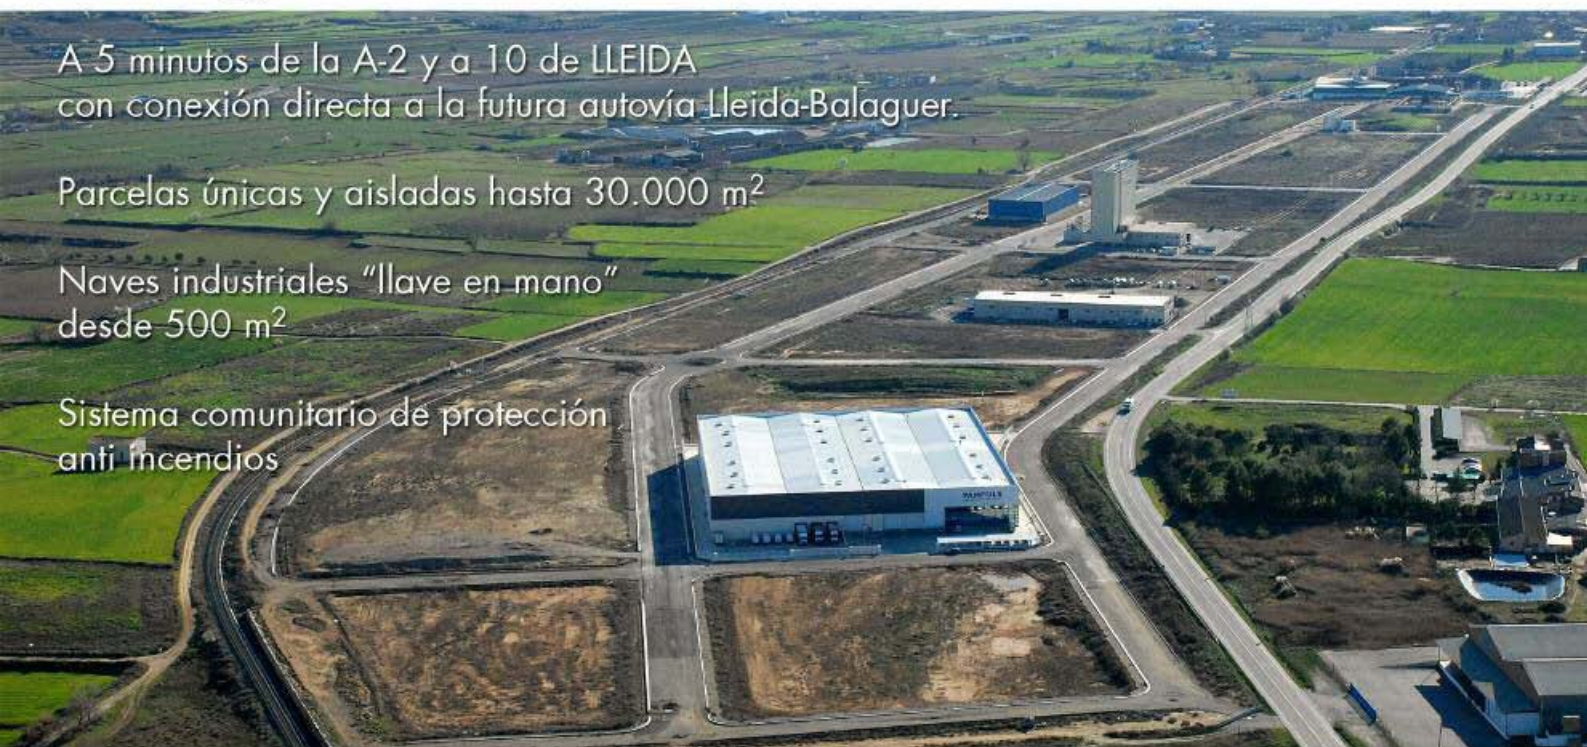 A 5 minutos de la A-2 y a 10 de LLEIDA
con conexión directa a la futura autovía Lleida-Balaguer.
Parcelas únicas y aisladas hasta 30.000 m²
Naves industriales “llave en mano”
desde 500 m²
Sistema comunitario de protección
anti incendios